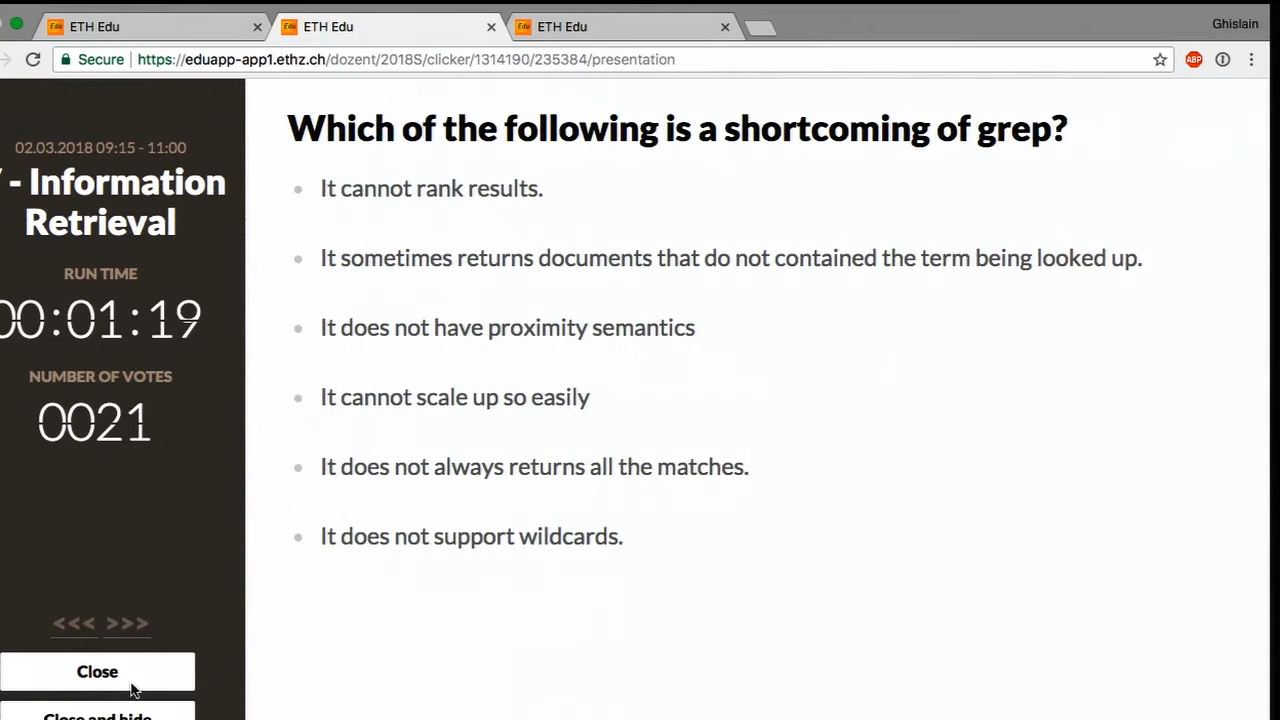 ETH Edu
ETH Edu
ETH Edu
Ghislain
Secure
https://eduapp-app1.ethz.ch/dozent/2018S/clicker/1314190/235384/presentation
ABP
02.03.2018 09:15 - 11:00
- Information
Retrieval
RUN TIME
00:01:19
NUMBER OF VOTES
0021
<<< >>>
Close
Close and hide
Which of the following is a shortcoming of grep?
It cannot rank results.
It sometimes returns documents that do not contained the term being looked up.
It does not have proximity semantics
It cannot scale up so easily
It does not always returns all the matches.
It does not support wildcards.